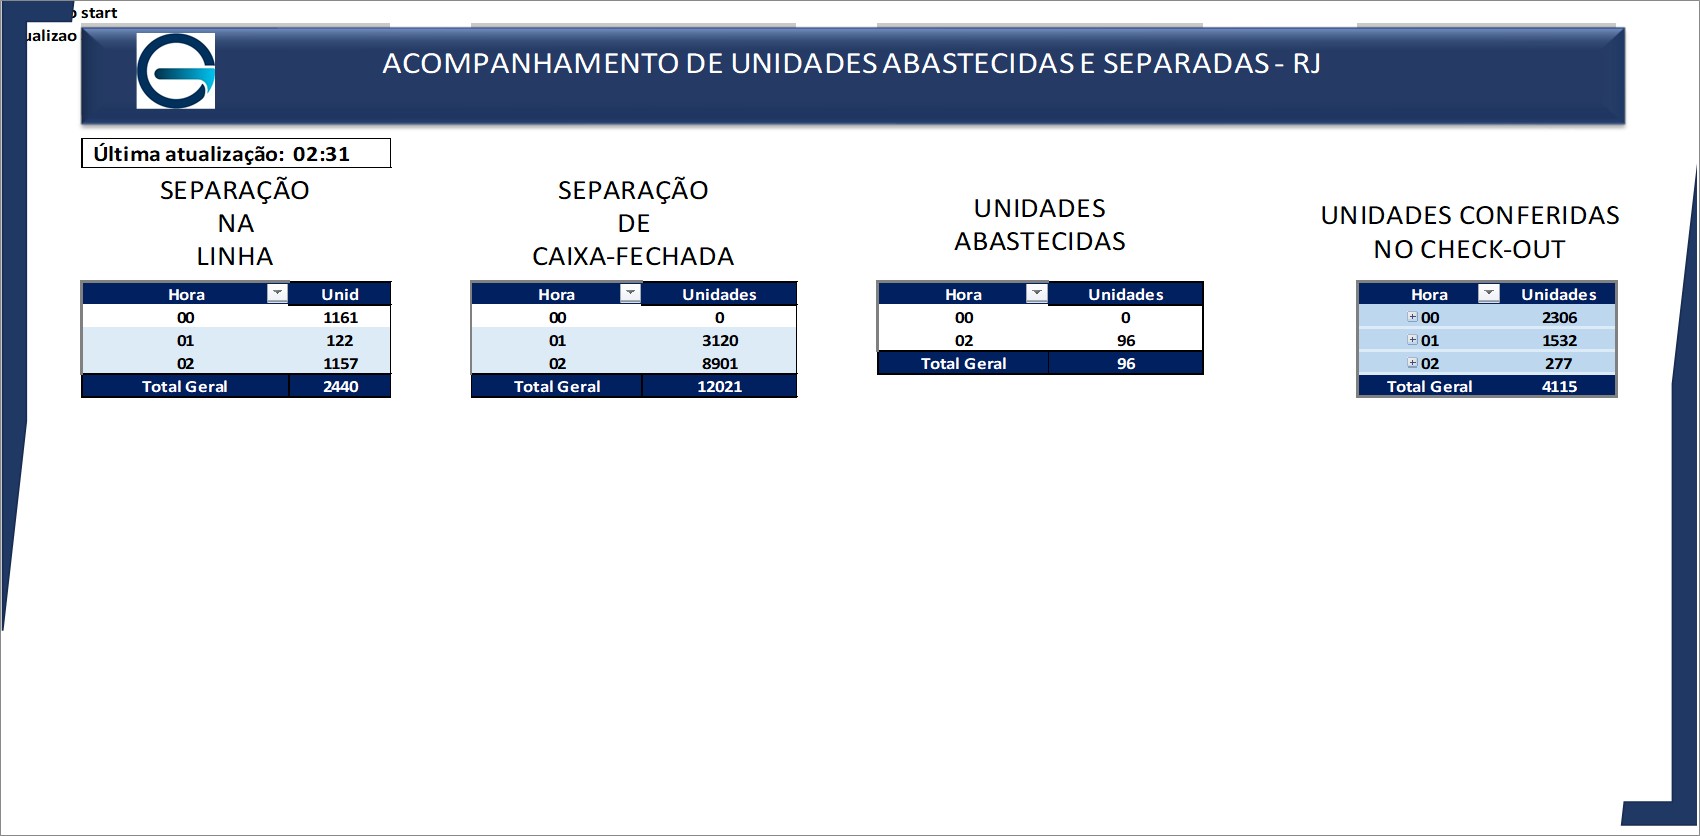 start
ACOMPANHAMENTO DE UNIDADES ABASTECIDAS E SEPARADAS - RJ
Última atualização: 02:31
SEPARAÇÃO
NA
LINHA
Hora Unid
00 1161
01 122
02 1157
Total Geral 2440
SEPARAÇÃO
DE
CAIXA-FECHADA
Hora Unidades
00 0
01 3120
02 8901
Total Geral 12021
UNIDADES
ABASTECIDAS
Hora Unidades
00 0
02 96
Total Geral 96
UNIDADES CONFERIDAS
NO CHECK-OUT
Hora Unidades
00 2306
01 1532
02 277
Total Geral 4115